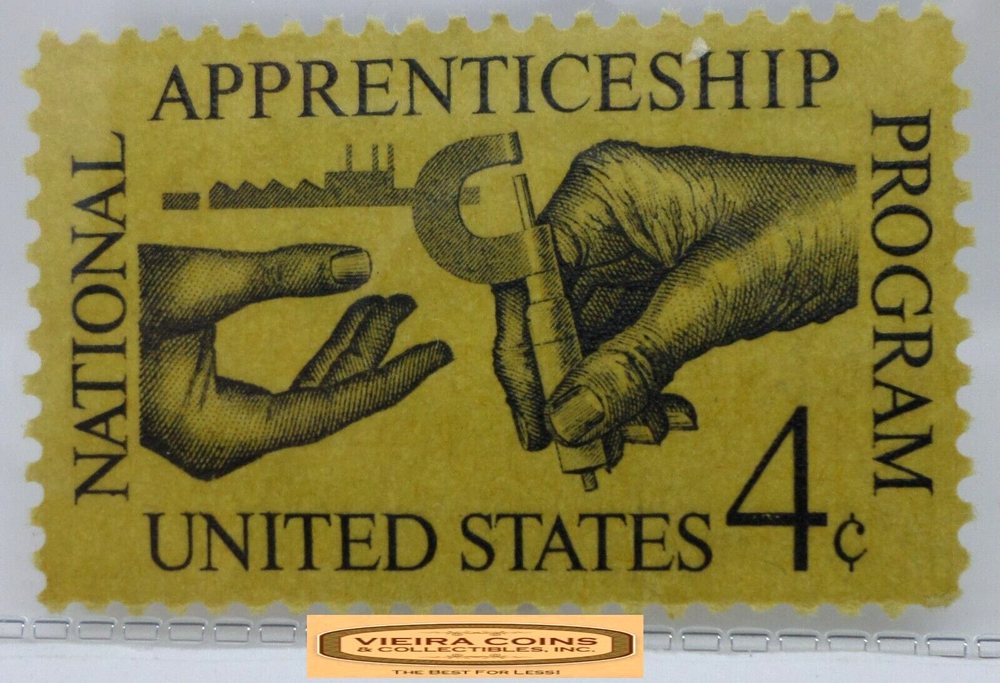 NATIONAL
APPRENTICESHIP
PROGRAM
UNITED STATES 4¢
VIEIRA COINS
& COLLECTIBLES, INC.
THE BEST FOR LESS!